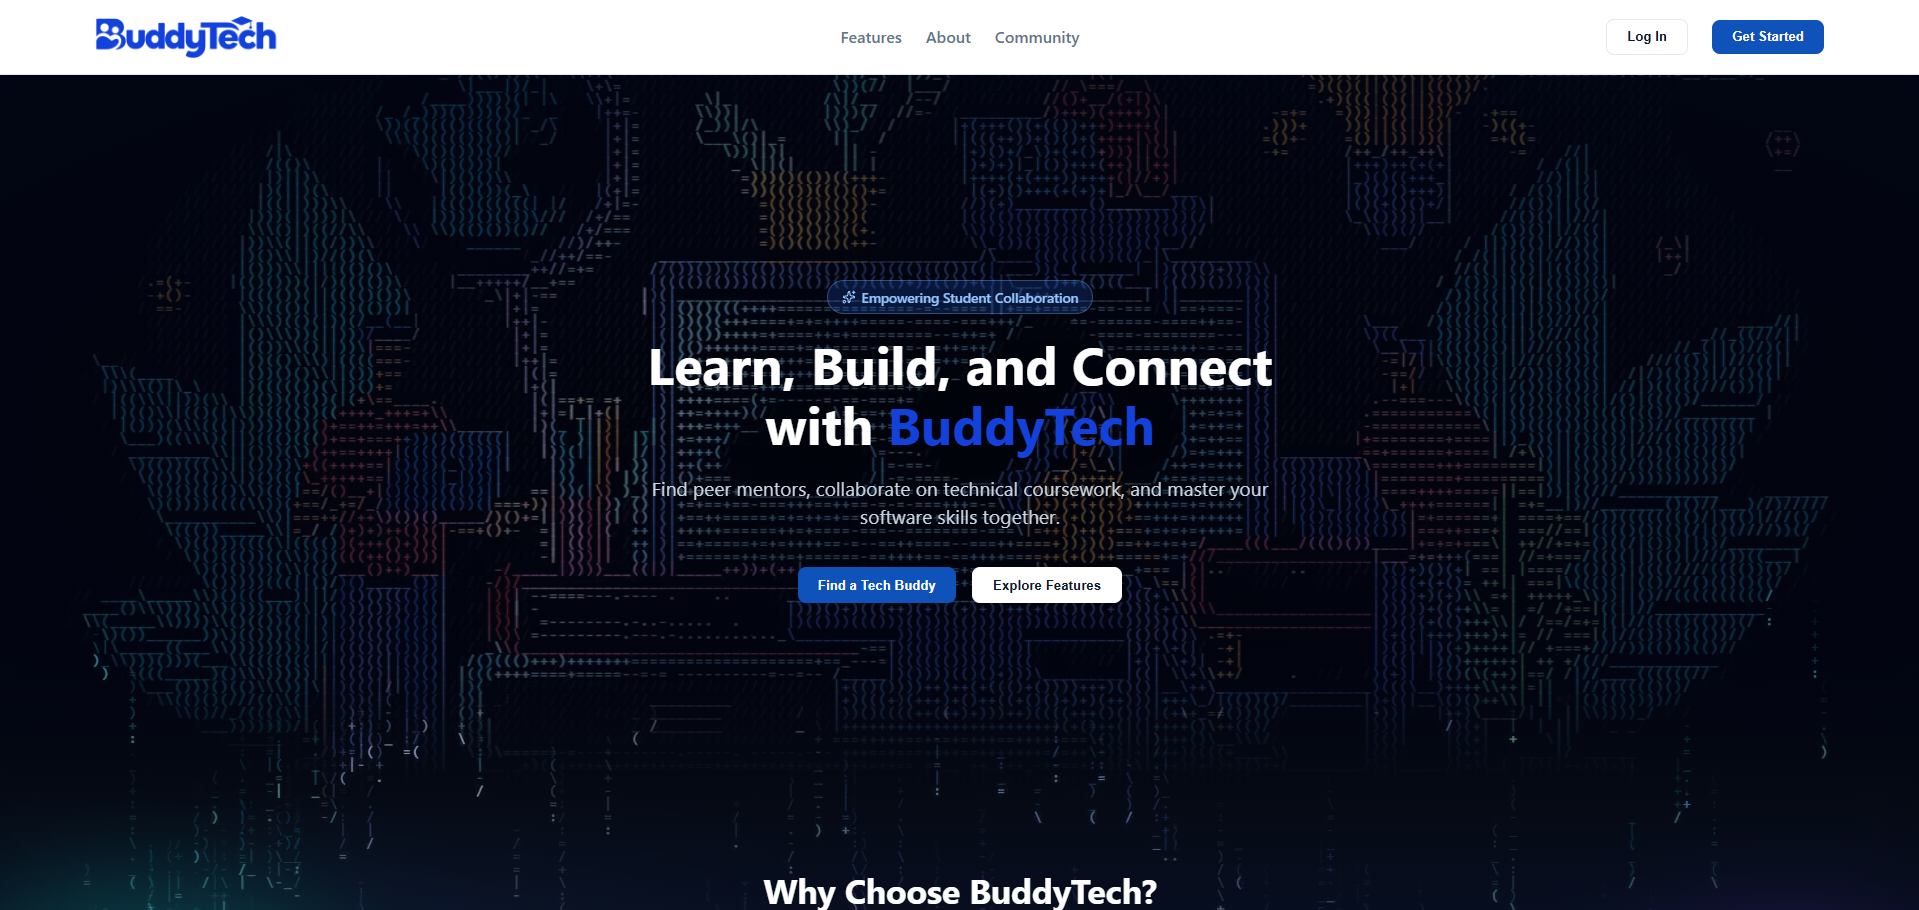 BuddyTech
Features
About
Community
Log In
Get Started
Empowering Student Collaboration
Learn, Build, and Connect
with BuddyTech
Find peer mentors, collaborate on technical coursework, and master your
software skills together.
Find a Tech Buddy
Explore Features
Why Choose BuddyTech?